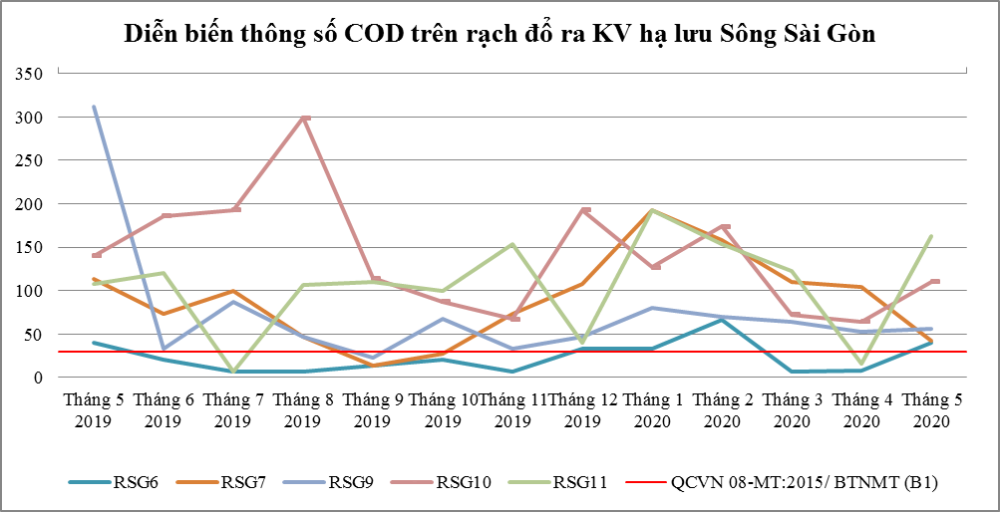 Diễn biến thông số COD trên rạch đổ ra KV hạ lưu Sông Sài Gòn
350
300
250
200
150
100
50
0
Tháng 5 Tháng 6 Tháng 7 Tháng 8 Tháng 9 Tháng 10 Tháng 11 Tháng 12 Tháng 1 Tháng 2 Tháng 3 Tháng 4 Tháng 5
2019 2019 2019 2019 2019 2019 2019 2019 2020 2020 2020 2020 2020
RSG6 RSG7 RSG9 RSG10 RSG11 QCVN 08-MT:2015/ BTNMT (B1)